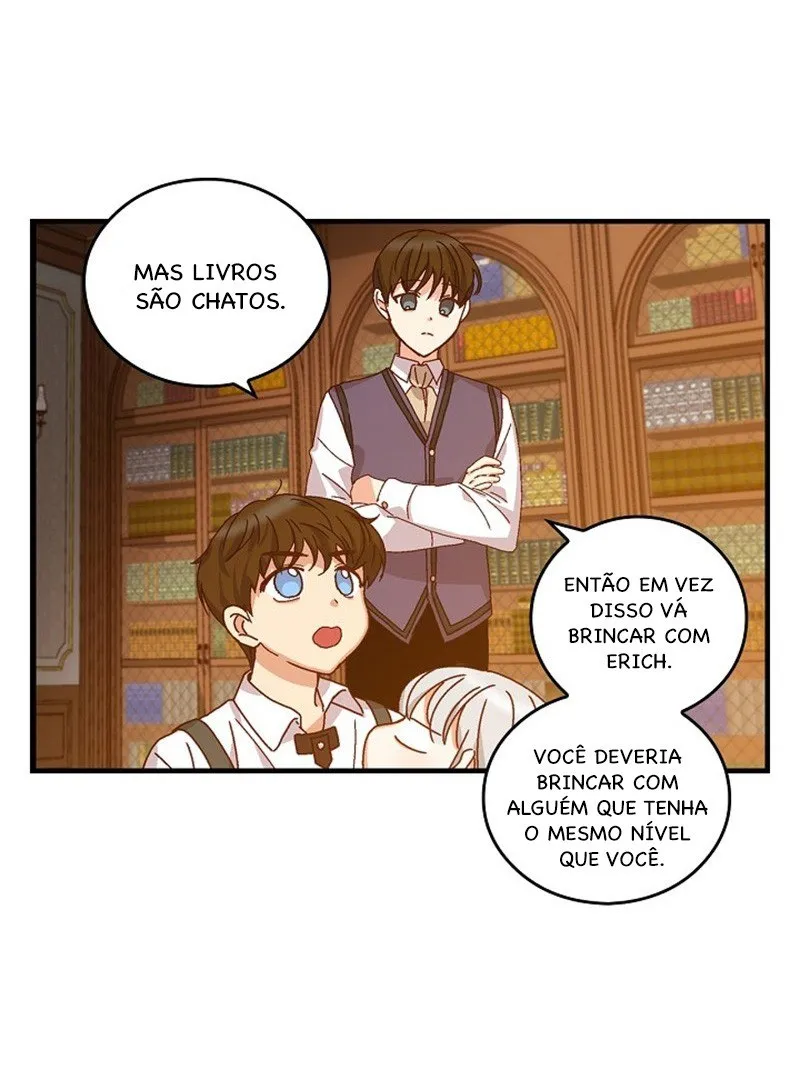 MAS LIVROS
SÃO CHATOS.
ENTÃO EM VEZ
DISSO VÁ
BRINCAR COM
ERICH.
VOCÊ DEVERIA
BRINCAR COM
ALGUÉM QUE TENHA
O MESMO NÍVEL
QUE VOCÊ.